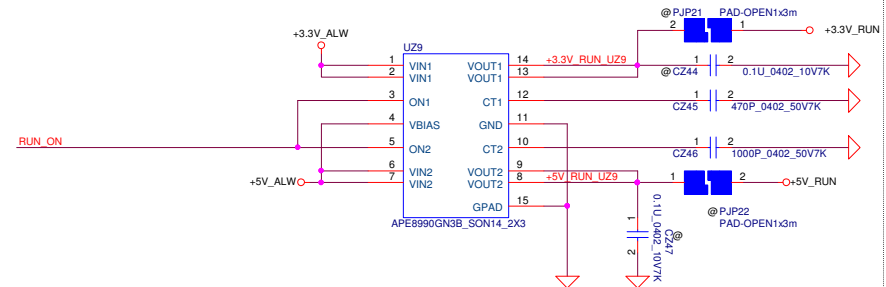 @ PJP21 PAD-OPEN1x3m
2 1
+3.3V_RUN
+3.3V_ALW
UZ9
1 VIN1 VOUT1 14 +3.3V_RUN_UZ9 1 2
2 VIN1 VOUT1 13 @ CZ44 0.1U_0402_10V7K
3 ON1 CT1 12 1 2
CZ45 470P_0402_50V7K
4 VBIAS GND 11
RUN_ON
5 ON2 CT2 10 1 2
CZ46 1000P_0402_50V7K
6 VIN2 VOUT2 9
+5V_ALW 7 VIN2 VOUT2 8 +5V_RUN_UZ9 1 2 +5V_RUN
GPAD 15
@ PJP22
PAD-OPEN1x3m
APE8990GN3B_SON14_2X3
1 2
@
CZ47
0.1U_0402_10V7K